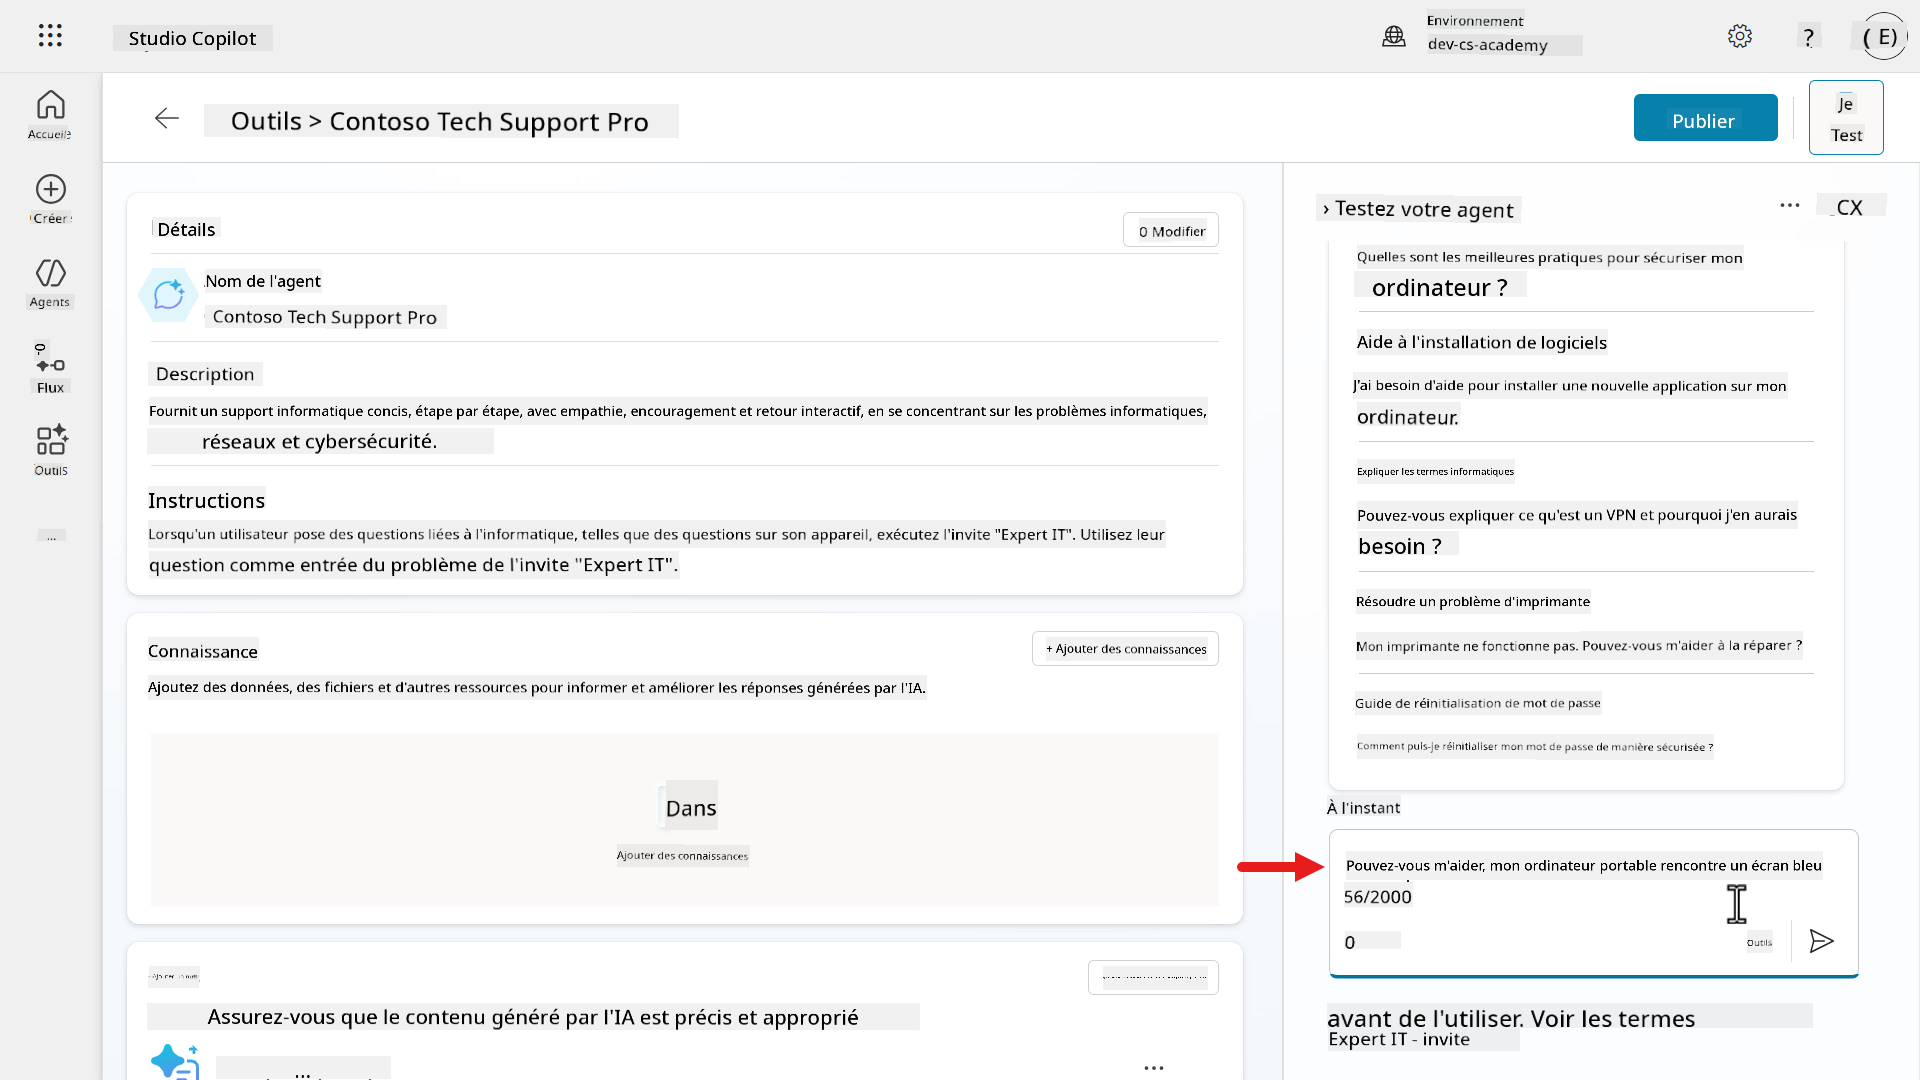 Studio Copilot
Environnement
dev-cs-academy
?
( E)
Accueil
Créer
Agents
Flux
Outils
...
Outils > Contoso Tech Support Pro
Publier
Je
Test
Détails
0 Modifier
Nom de l'agent
Contoso Tech Support Pro
Description
Fournit un support informatique concis, étape par étape, avec empathie, encouragement et retour interactif, en se concentrant sur les problèmes informatiques,
réseaux et cybersécurité.
Instructions
Lorsqu'un utilisateur pose des questions liées à l'informatique, telles que des questions sur son appareil, exécutez l'invite "Expert IT". Utilisez leur
question comme entrée du problème de l'invite "Expert IT".
Connaissance
+ Ajouter des connaissances
Ajoutez des données, des fichiers et d'autres ressources pour informer et améliorer les réponses générées par l'IA.
Dans
Ajouter des connaissances
Assurez-vous que le contenu généré par l'IA est précis et approprié
› Testez votre agent
CX
Quelles sont les meilleures pratiques pour sécuriser mon
ordinateur ?
Aide à l'installation de logiciels
J'ai besoin d'aide pour installer une nouvelle application sur mon
ordinateur.
Expliquer les termes informatiques
Pouvez-vous expliquer ce qu'est un VPN et pourquoi j'en aurais
besoin ?
Résoudre un problème d'imprimante
Mon imprimante ne fonctionne pas. Pouvez-vous m'aider à la réparer ?
Guide de réinitialisation de mot de passe
Comment puis-je réinitialiser mon mot de passe de manière sécurisée ?
À l'instant
Pouvez-vous m'aider, mon ordinateur portable rencontre un écran bleu
56/2000
0
Outils
avant de l'utiliser. Voir les termes
Expert IT - invite